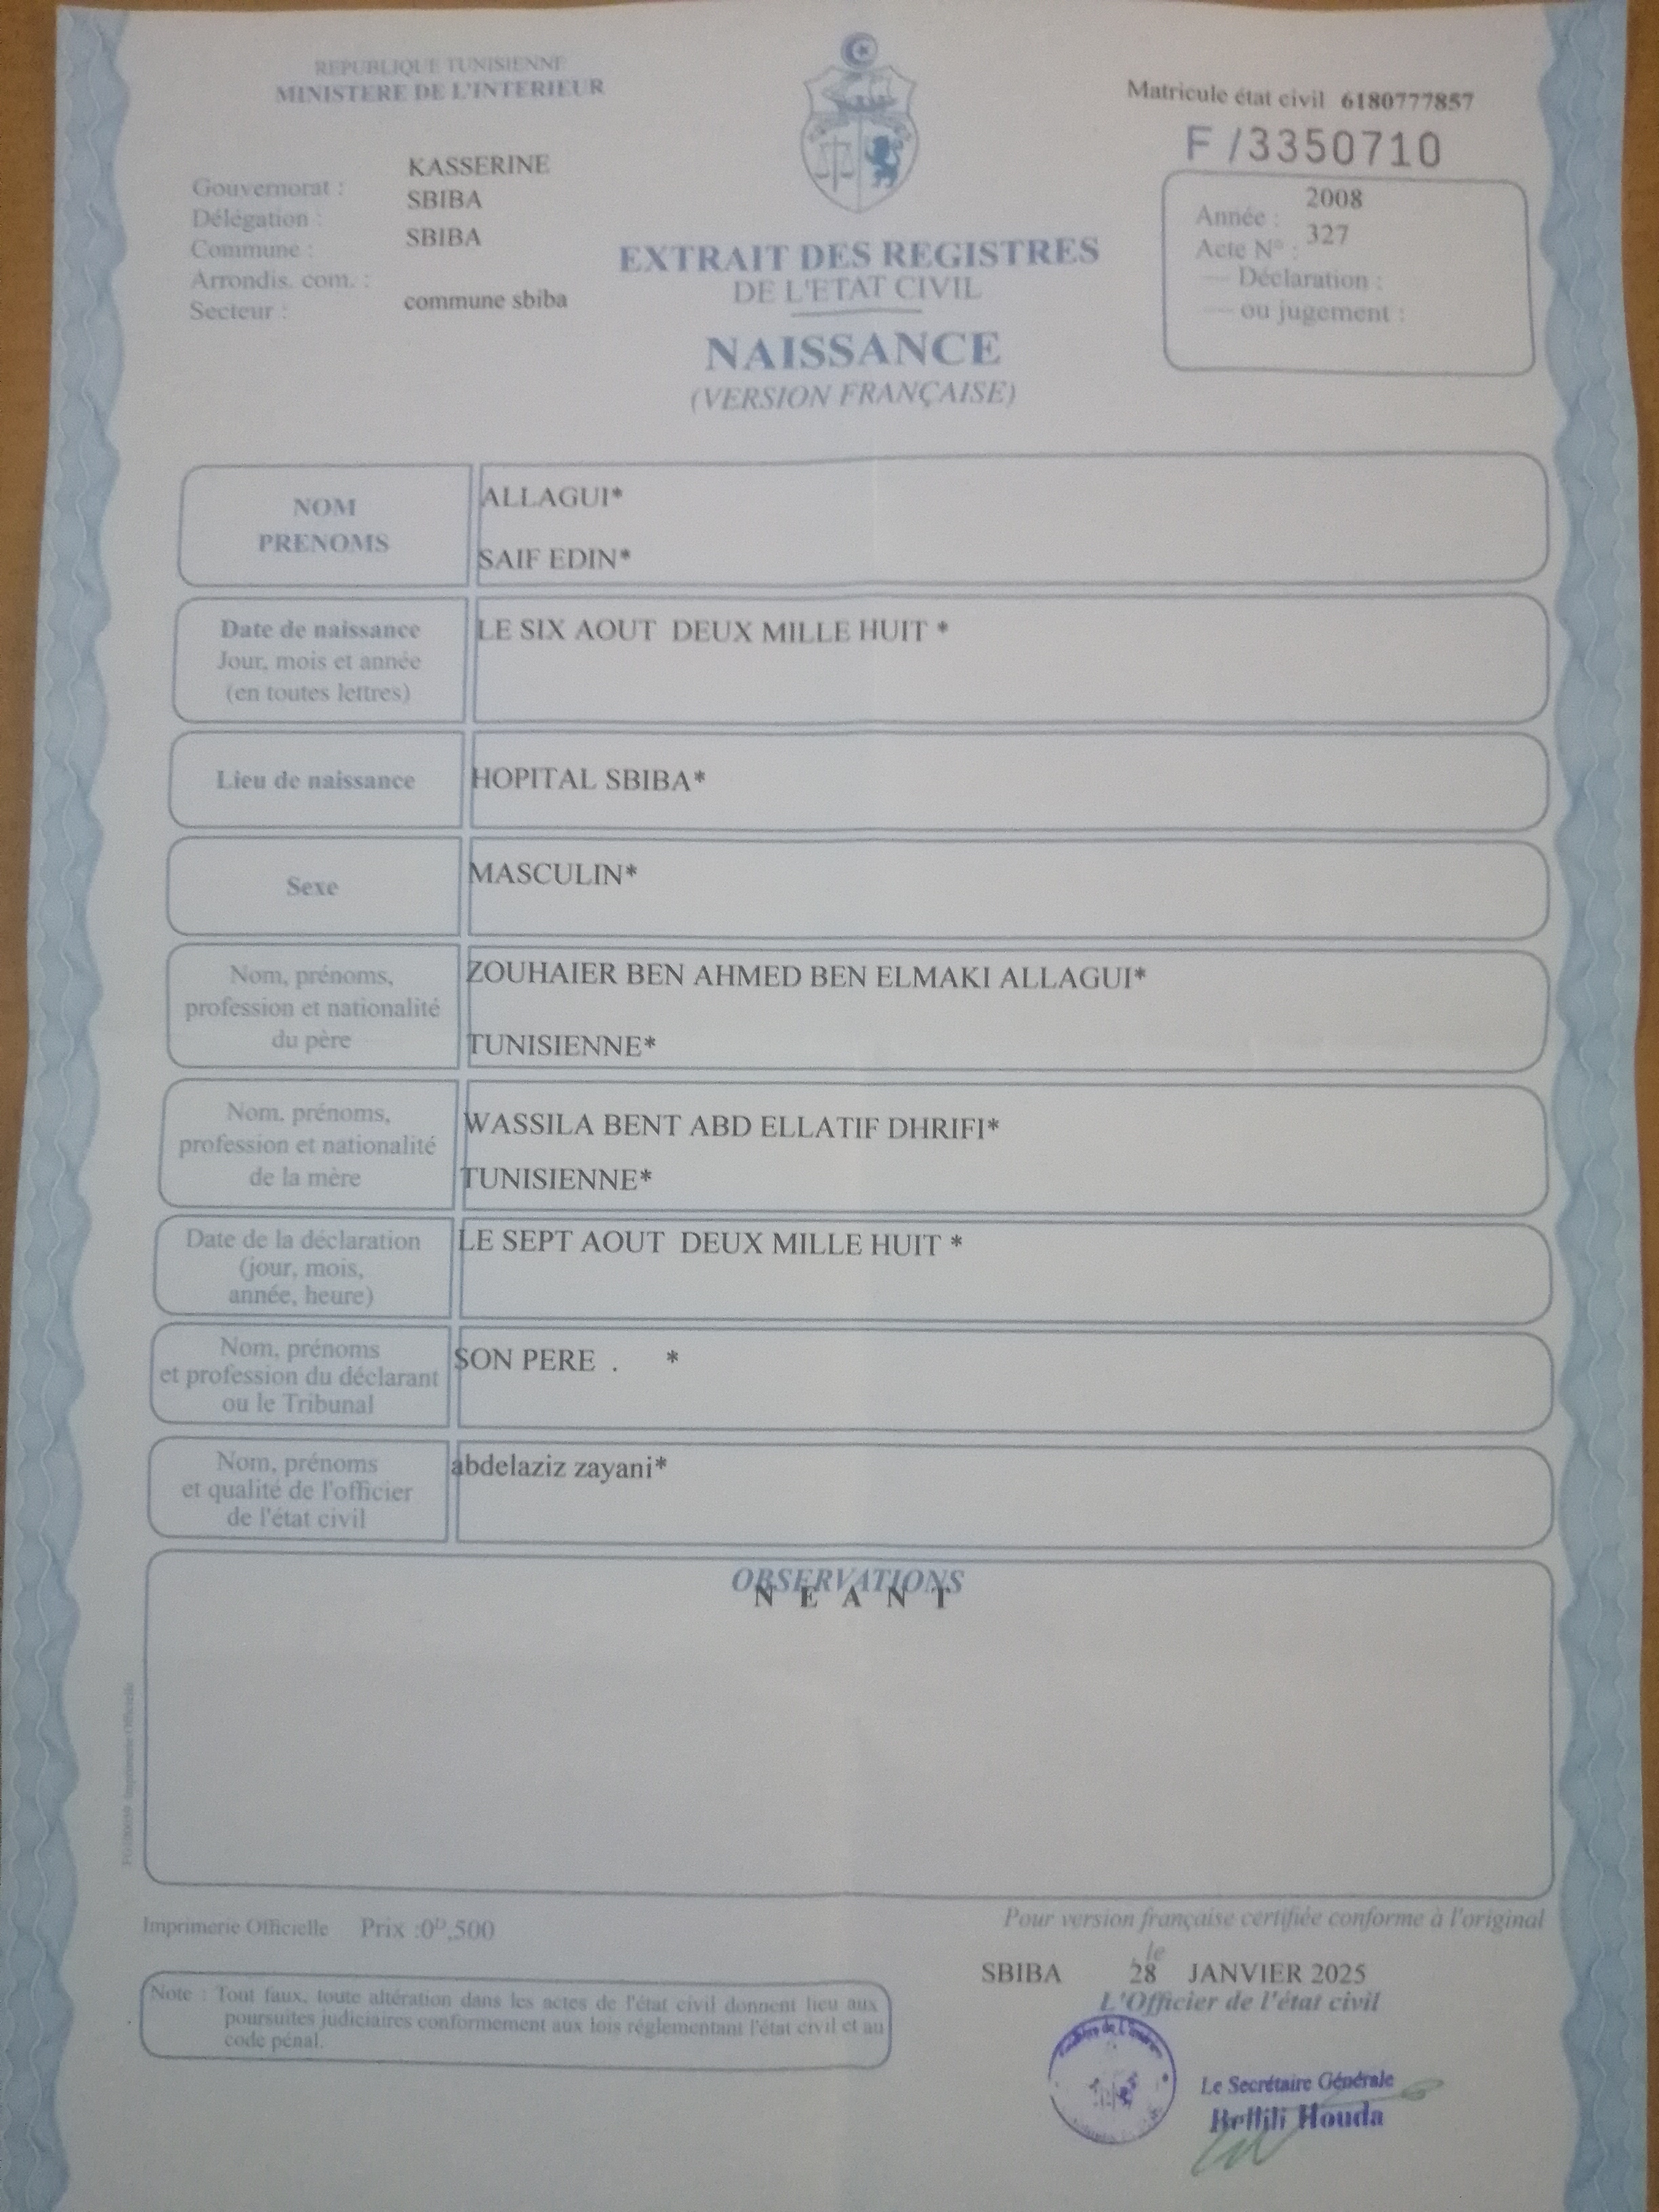 REPUBLIQUE TUNISIENNE
MINISTERE DE L'INTERIEUR
Gouvernorat : KASSERINE
Délégation : SBIBA
Commune : SBIBA
Arrondis. com. :
Secteur : commune sbiba
Matricule état civil 6180777857
F /3350710
Année : 2008
Acte N° : 327
— Déclaration :
— ou jugement :
EXTRAIT DES REGISTRES
DE L'ETAT CIVIL
NAISSANCE
(VERSION FRANÇAISE)
NOM
PRENOMS
ALLAGUI*
SAIF EDIN*
Date de naissance
Jour, mois et année
(en toutes lettres)
LE SIX AOUT DEUX MILLE HUIT *
Lieu de naissance
HOPITAL SBIBA*
Sexe
MASCULIN*
Nom, prénoms,
profession et nationalité
du père
ZOUHAIER BEN AHMED BEN ELMAKI ALLAGUI*
TUNISIENNE*
Nom, prénoms,
profession et nationalité
de la mère
WASSILA BENT ABD ELLATIF DHRIFI*
TUNISIENNE*
Date de la déclaration
(jour, mois,
année, heure)
LE SEPT AOUT DEUX MILLE HUIT *
Nom, prénoms
et profession du déclarant
ou le Tribunal
SON PERE . *
Nom, prénoms
et qualité de l'officier
de l'état civil
abdelaziz zayani*
OBSERVATIONS
N E A N T
Imprimerie Officielle
Imprimerie Officielle Prix :0D,500
Note : Tout faux, toute altération dans les actes de l'état civil donnent lieu aux
poursuites judiciaires conformement aux lois réglementant l'état civil et au
code pénal.
Pour version française certifiée conforme à l'original
le
SBIBA 28 JANVIER 2025
L'Officier de l'état civil
Le Secrétaire Générale
Hellili Houda